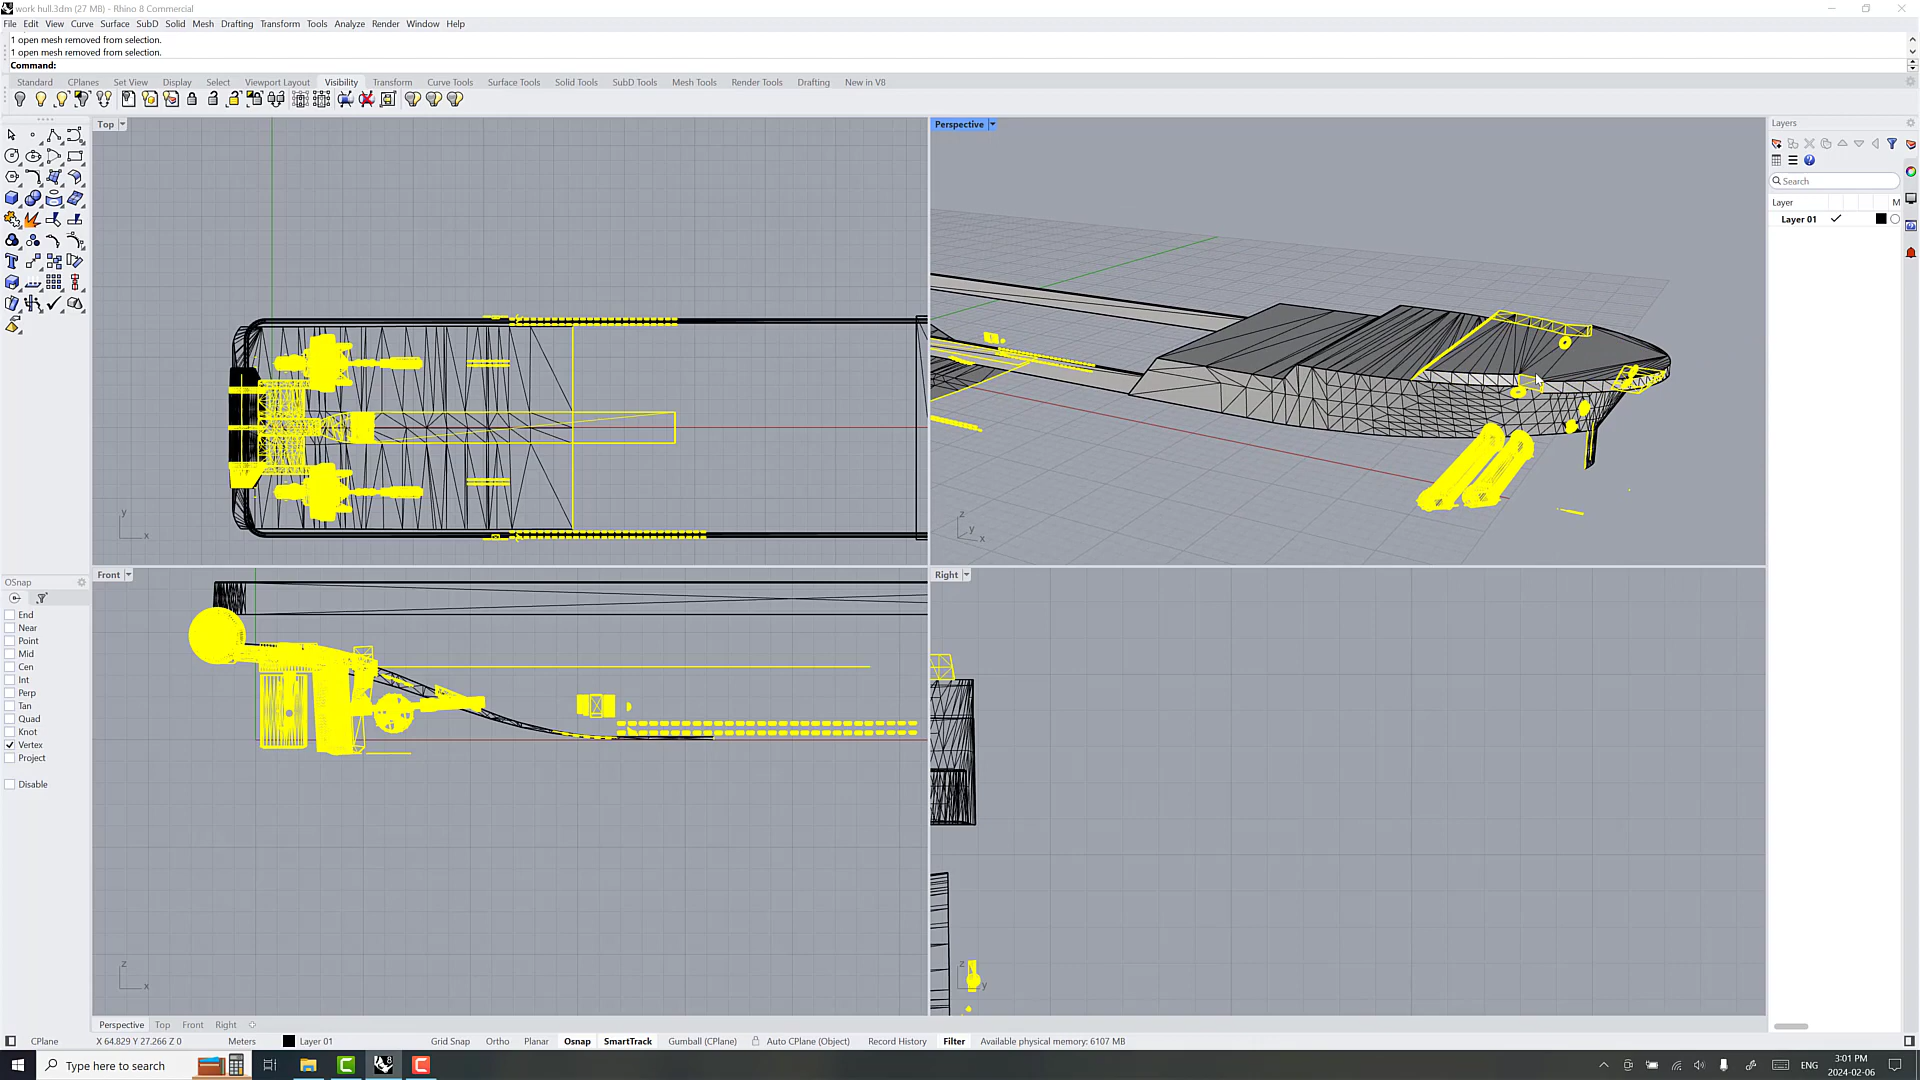 work hull.3dm (27 MB) - Rhino 8 Commercial
File Edit View Curve Surface SubD Solid Mesh Drafting Transform Tools Analyze Render Window Help
1 open mesh removed from selection.
1 open mesh removed from selection.
Command:
Standard CPlanes Set View Display Select Viewport Layout Visibility Transform Curve Tools Surface Tools Solid Tools SubD Tools Mesh Tools Render Tools Drafting New in V8
Top
Perspective
Layers
Search
Layer M
Layer 01
y
x
z
y
x
OSnap
Front
Right
End
Near
Point
Mid
Cen
Int
Perp
Tan
Quad
Knot
Vertex
Project
Disable
z
x
z
y
Perspective Top Front Right
CPlane X 64.829 Y 27.266 Z 0 Meters Layer 01 Grid Snap Ortho Planar Osnap SmartTrack Gumball (CPlane) Auto CPlane (Object) Record History Filter Available physical memory: 6107 MB
Type here to search
8
ENG
3:01 PM
2024-02-06